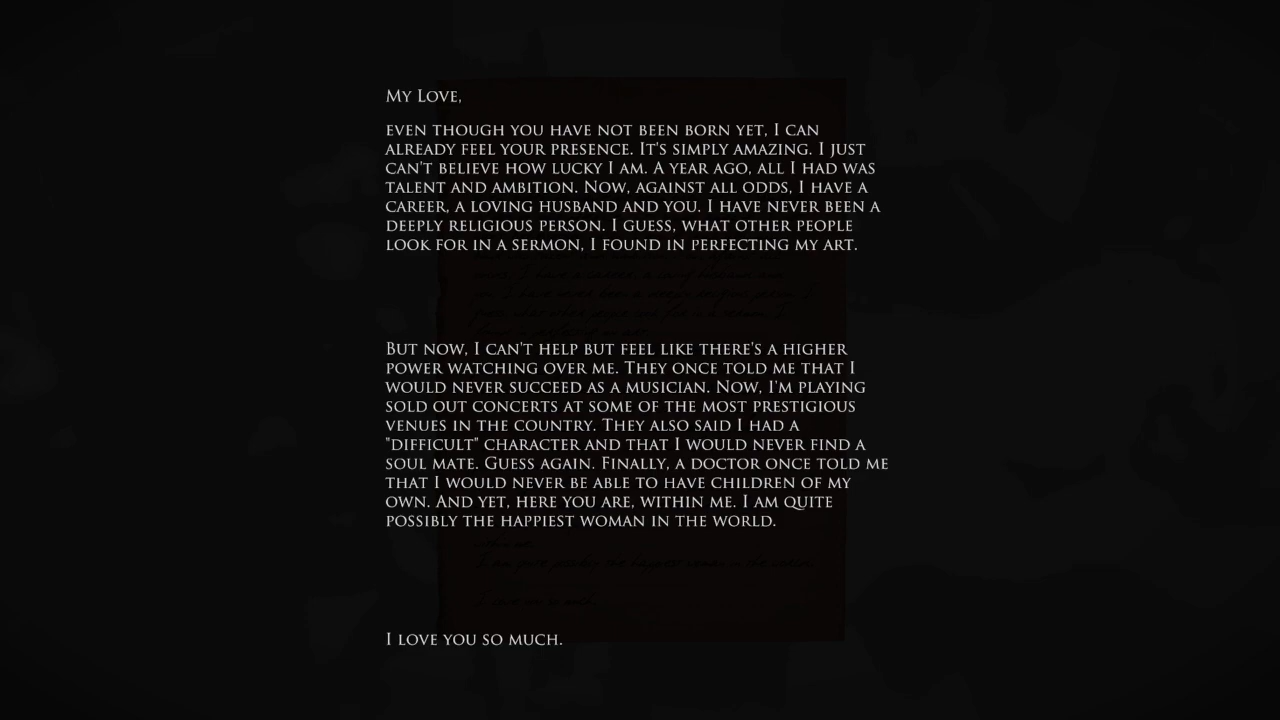 My Love,
even though you have not been born yet, I can
already feel your presence. It's simply amazing. I just
can't believe how lucky I am. A year ago, all I had was
talent and ambition. Now, against all odds, I have a
career, a loving husband and you. I have never been a
deeply religious person. I guess, what other people
look for in a sermon, I found in perfecting my art.
But now, I can't help but feel like there's a higher
power watching over me. They once told me that I
would never succeed as a musician. Now, I'm playing
sold out concerts at some of the most prestigious
venues in the country. They also said I had a
"difficult" character and that I would never find a
soul mate. Guess again. Finally, a doctor once told me
that I would never be able to have children of my
own. And yet, here you are, within me. I am quite
possibly the happiest woman in the world.
I love you so much.